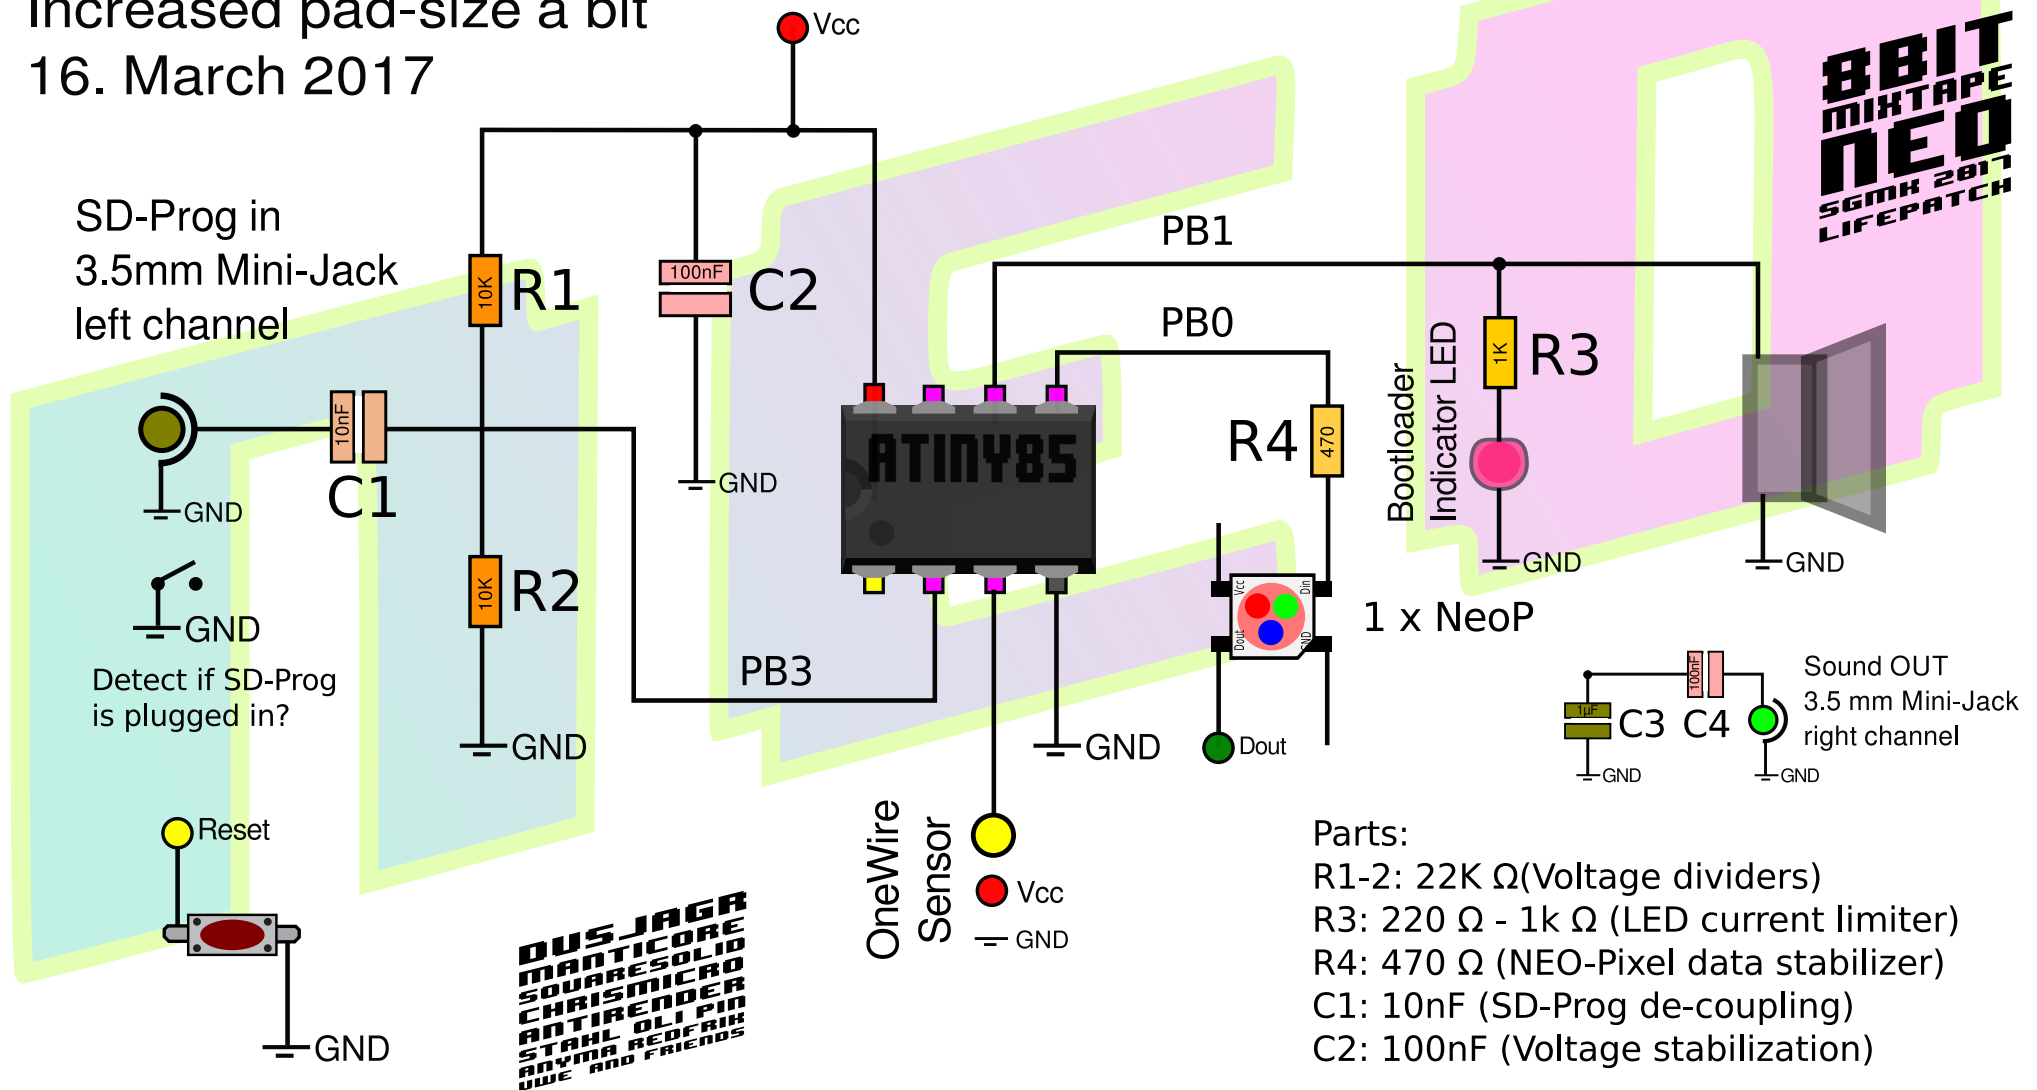 Increased pad-size a bit
16. March 2017
Vcc
8BIT
MIXTAPE
NEO
SGMK 2017
LIFEPATCH
SD-Prog in
3.5mm Mini-Jack
left channel
10K
R1
100nF
C2
PB1
PB0
10nF
C1
GND
GND
ATINY85
R4
470
Bootloader
Indicator LED
1K
R3
GND
GND
GND
Detect if SD-Prog
is plugged in?
10K
R2
GND
PB3
GND
Vcc
Din
Dout
GND
1 x NeoP
Dout
1µF
C3
100nF
C4
GND
GND
Sound OUT
3.5 mm Mini-Jack
right channel
Reset
GND
OneWire
Sensor
Vcc
GND
DUSJAGR
MANTICORE
SQUARESOLID
CHRISMICRO
ANTIRENDER
STAHL OLI PIN
ANYMA REDFRIK
UWE AND FRIENDS
Parts:
R1-2: 22K Ω(Voltage dividers)
R3: 220 Ω - 1k Ω (LED current limiter)
R4: 470 Ω (NEO-Pixel data stabilizer)
C1: 10nF (SD-Prog de-coupling)
C2: 100nF (Voltage stabilization)